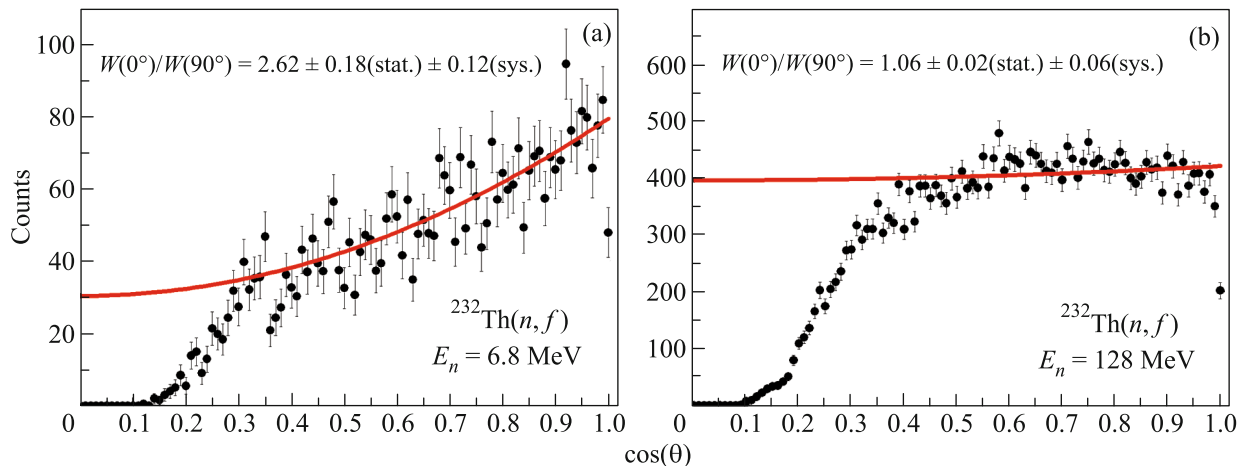 (a)
W(0°)/W(90°) = 2.62 ± 0.18(stat.) ± 0.12(sys.)
Counts
100
80
60
40
20
²³²Th(n, f)
Eₙ = 6.8 MeV
0 0.1 0.2 0.3 0.4 0.5 0.6 0.7 0.8 0.9 1.0
(b)
W(0°)/W(90°) = 1.06 ± 0.02(stat.) ± 0.06(sys.)
600
500
400
300
200
100
²³²Th(n, f)
Eₙ = 128 MeV
0 0.1 0.2 0.3 0.4 0.5 0.6 0.7 0.8 0.9 1.0
cos(θ)